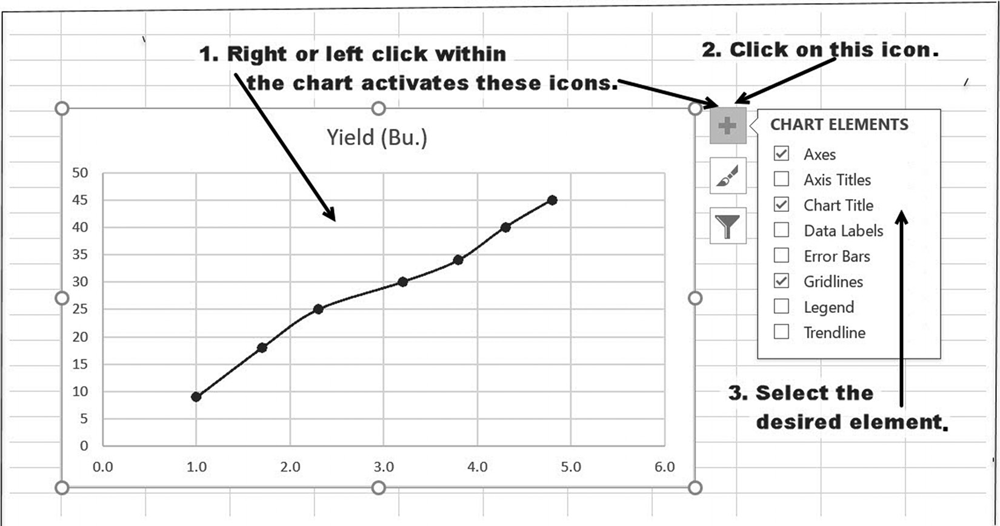 1. Right or left click within
the chart activates these icons.
2. Click on this icon.
Yield (Bu.)
50
45
40
35
30
25
20
15
10
5
0
0.0 1.0 2.0 3.0 4.0 5.0 6.0
CHART ELEMENTS
Axes
Axis Titles
Chart Title
Data Labels
Error Bars
Gridlines
Legend
Trendline
3. Select the
desired element.